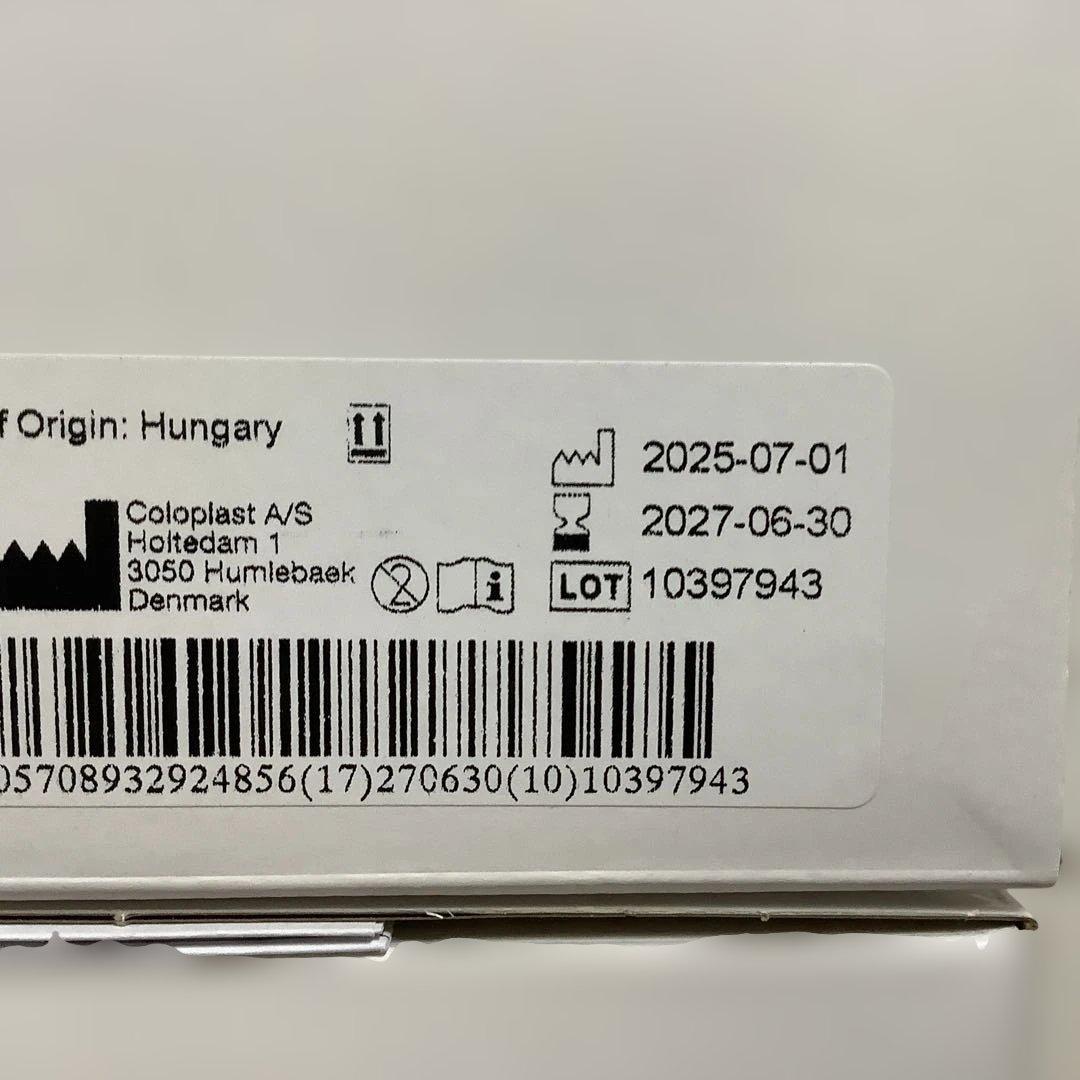 f Origin: Hungary
2025-07-01
2027-06-30
LOT 10397943
Coloplast A/S
Holtedam 1
3050 Humlebaek
Denmark
05708932924856(17)270630(10)10397943